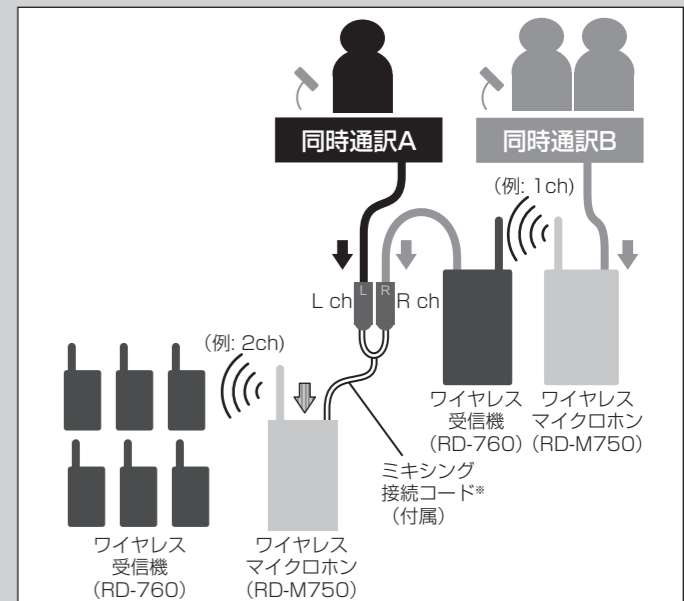 同時通訳A
同時通訳B
(例: 1ch)
L
R
L ch
R ch
(例: 2ch)
ワイヤレス
受信機
(RD-760)
ワイヤレス
マイクロホン
(RD-M750)
ミキシング
接続コード※
(付属)
ワイヤレス
受信機
(RD-760)
ワイヤレス
マイクロホン
(RD-M750)